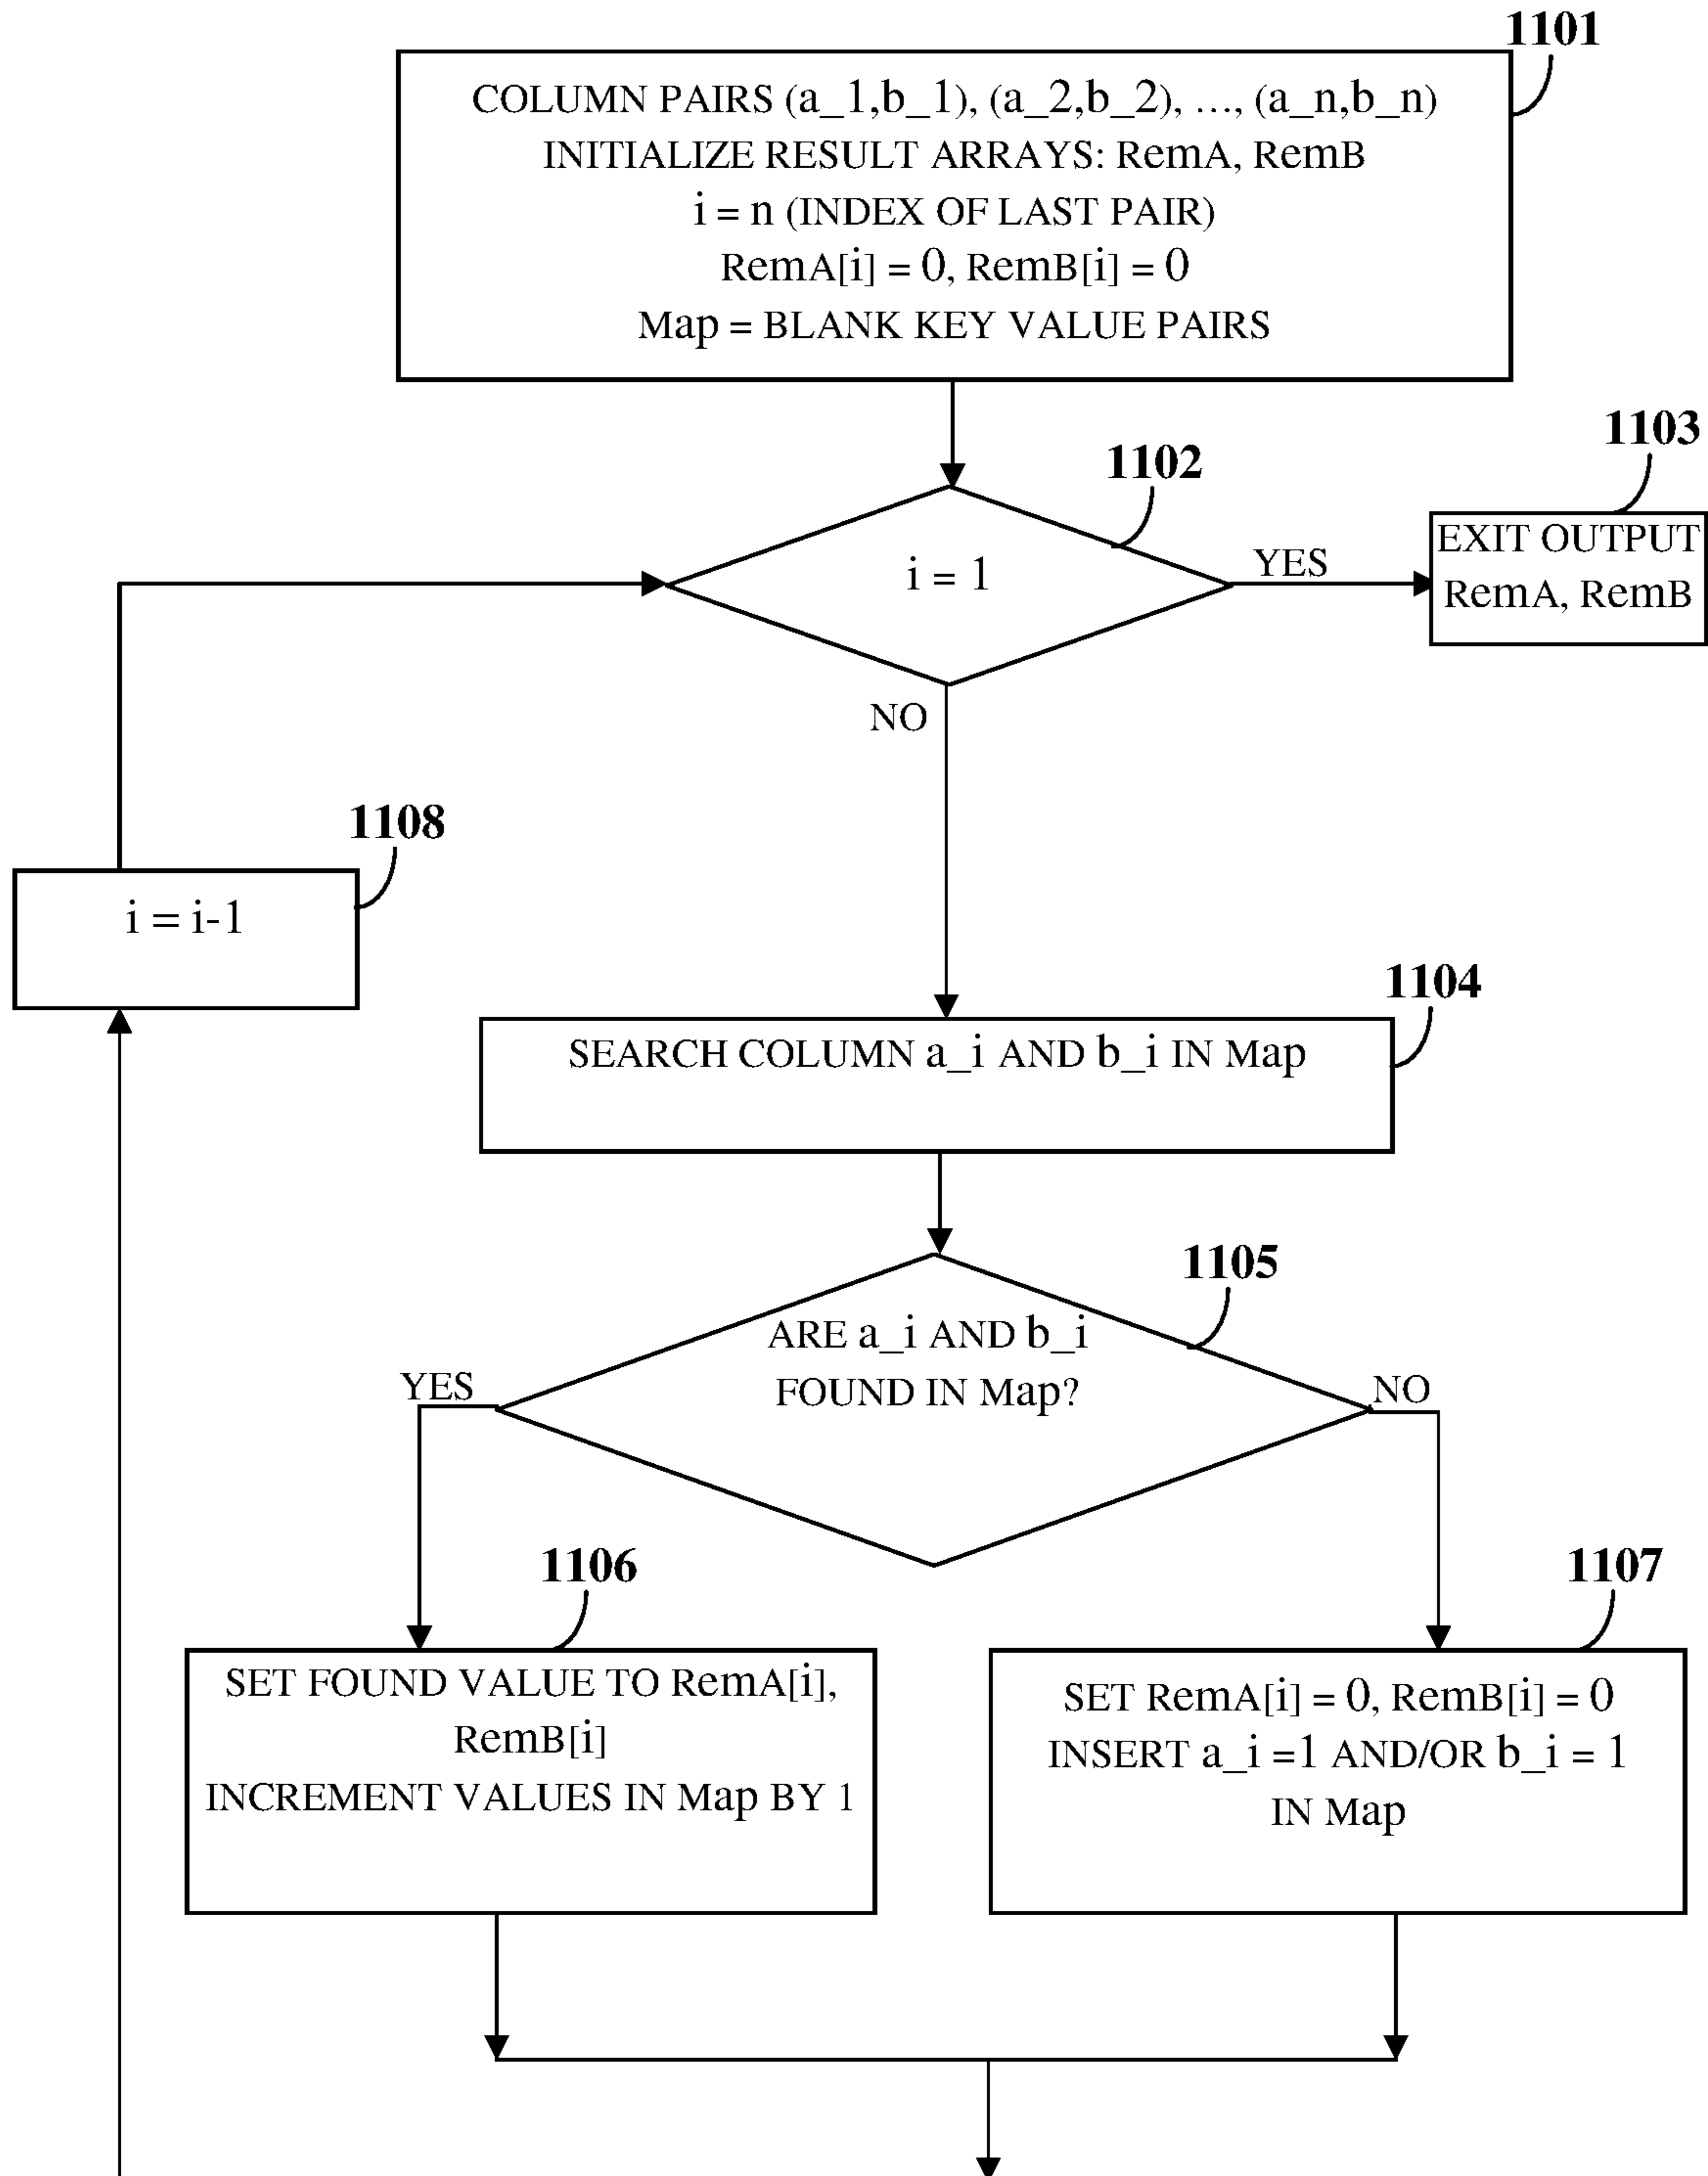 1101
COLUMN PAIRS (a_1,b_1), (a_2,b_2), ..., (a_n,b_n)
INITIALIZE RESULT ARRAYS: RemA, RemB
i = n (INDEX OF LAST PAIR)
RemA[i] = 0, RemB[i] = 0
Map = BLANK KEY VALUE PAIRS
1102
i = 1
YES
1103
EXIT OUTPUT
RemA, RemB
NO
1108
i = i-1
1104
SEARCH COLUMN a_i AND b_i IN Map
1105
ARE a_i AND b_i
FOUND IN Map?
YES
NO
1106
SET FOUND VALUE TO RemA[i],
RemB[i]
INCREMENT VALUES IN Map BY 1
1107
SET RemA[i] = 0, RemB[i] = 0
INSERT a_i =1 AND/OR b_i = 1
IN Map